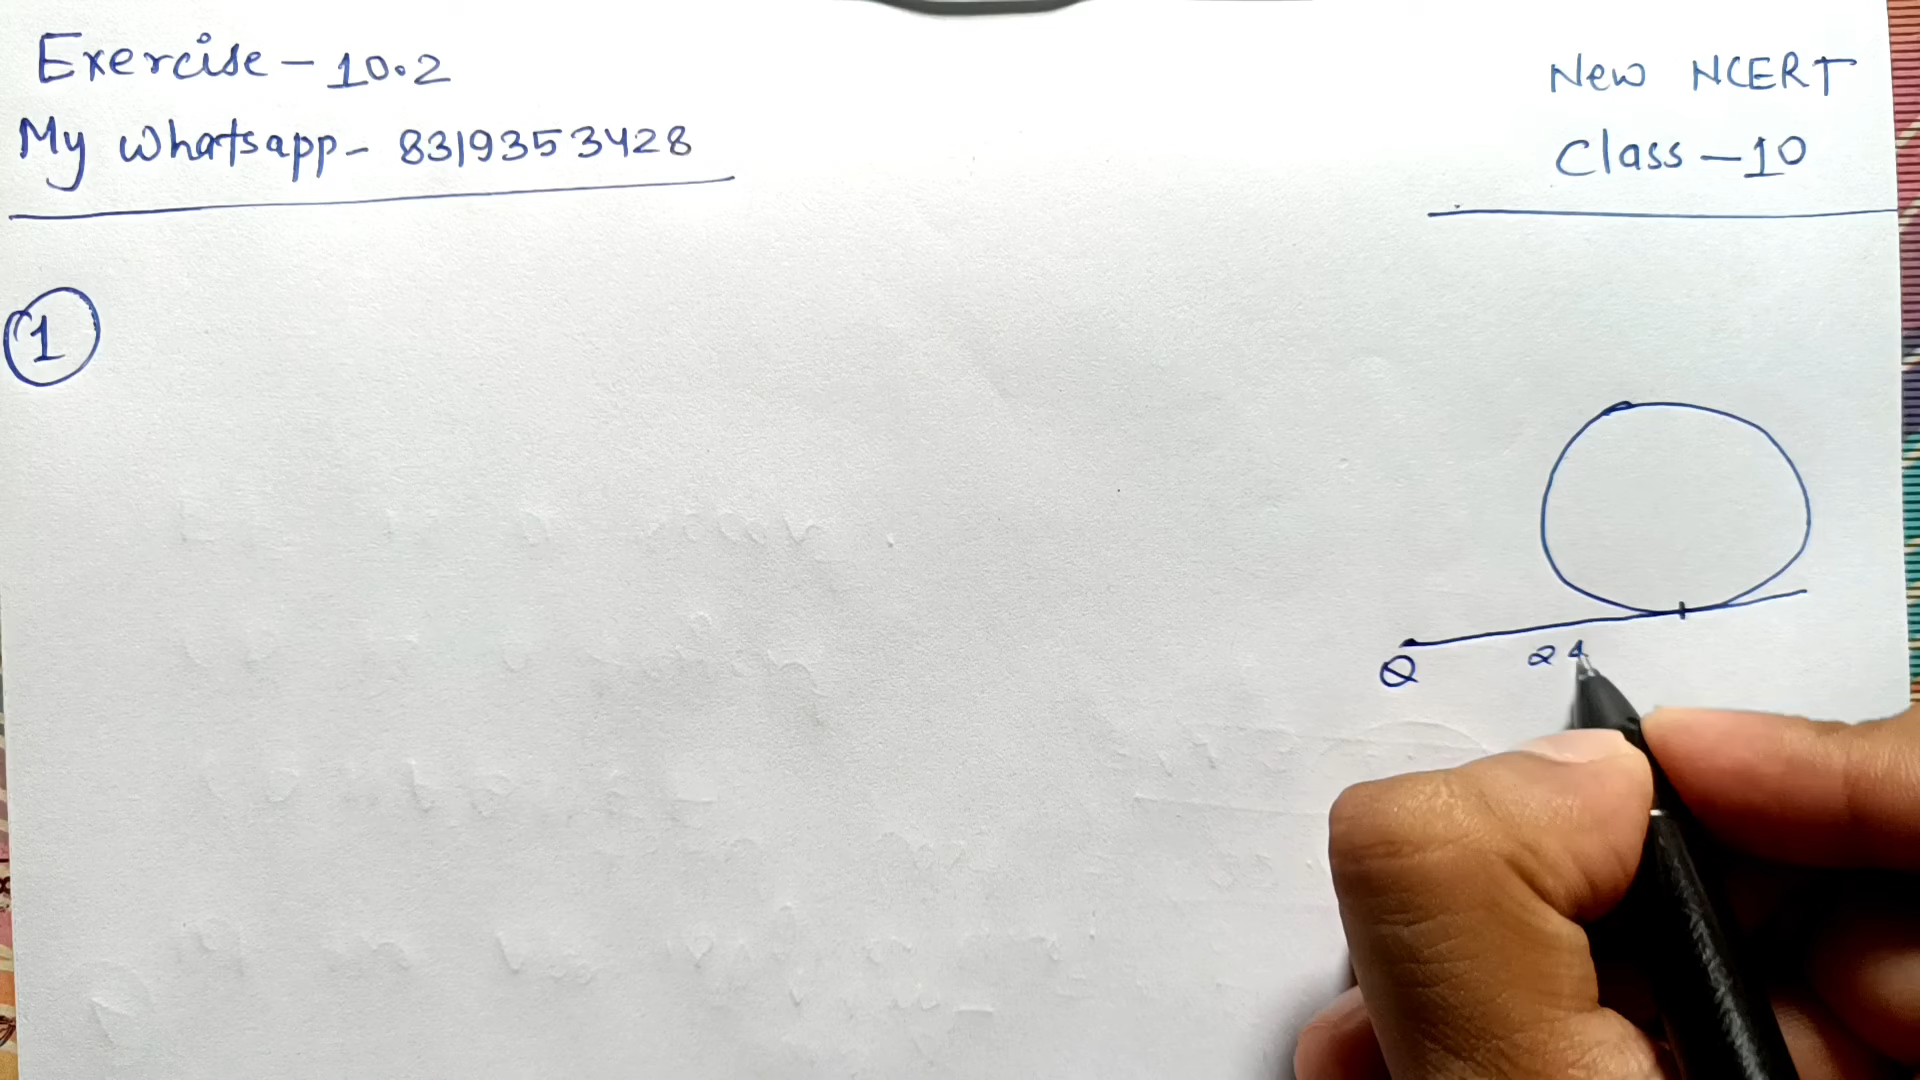 Exercise - 10.2
My whatsapp - 8319353428
New NCERT
Class - 10
1
Q
24